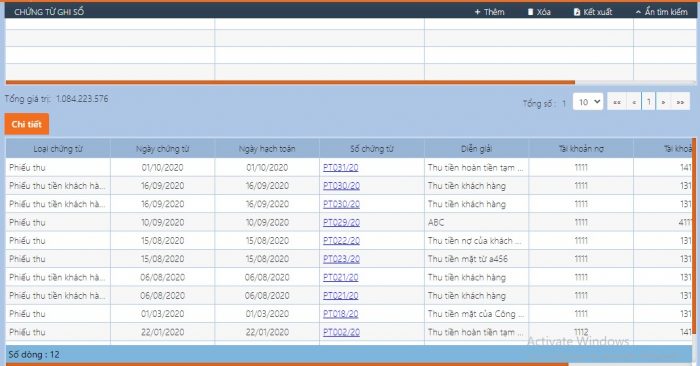 CHỨNG TỪ GHI SỔ + Thêm Xóa Kết xuất Ẩn tìm kiếm
Tổng giá trị: 1.084.223.576
Tổng số : 1 10 «« « 1 » »»
Chi tiết
Loại chứng từ Ngày chứng từ Ngày hạch toán Số chứng từ Diễn giải Tài khoản nợ Tài khoả
Phiếu thu 01/10/2020 01/10/2020 PT031/20 Thu tiền hoàn tiền tạm ... 1111 141
Phiếu thu tiền khách hà... 16/09/2020 16/09/2020 PT030/20 Thu tiền khách hàng 1111 131
Phiếu thu tiền khách hà... 16/09/2020 16/09/2020 PT030/20 Thu tiền khách hàng 1111 131
Phiếu thu 10/09/2020 10/09/2020 PT029/20 ABC 1111 4111
Phiếu thu 15/08/2020 15/08/2020 PT022/20 Thu tiền nợ của khách ... 1111 131
Phiếu thu 15/08/2020 15/08/2020 PT023/20 Thu tiền mặt từ a456 1111 131
Phiếu thu tiền khách hà... 06/08/2020 06/08/2020 PT021/20 Thu tiền khách hàng 1111 131
Phiếu thu tiền khách hà... 06/08/2020 06/08/2020 PT021/20 Thu tiền khách hàng 1111 131
Phiếu thu 01/03/2020 01/03/2020 PT018/20 Thu tiền mặt của Công ... 1111 131
Phiếu thu 22/01/2020 22/01/2020 PT002/20 Thu tiền hoàn tiền tạm ... 1112 141
Activate Windows
Số dòng : 12